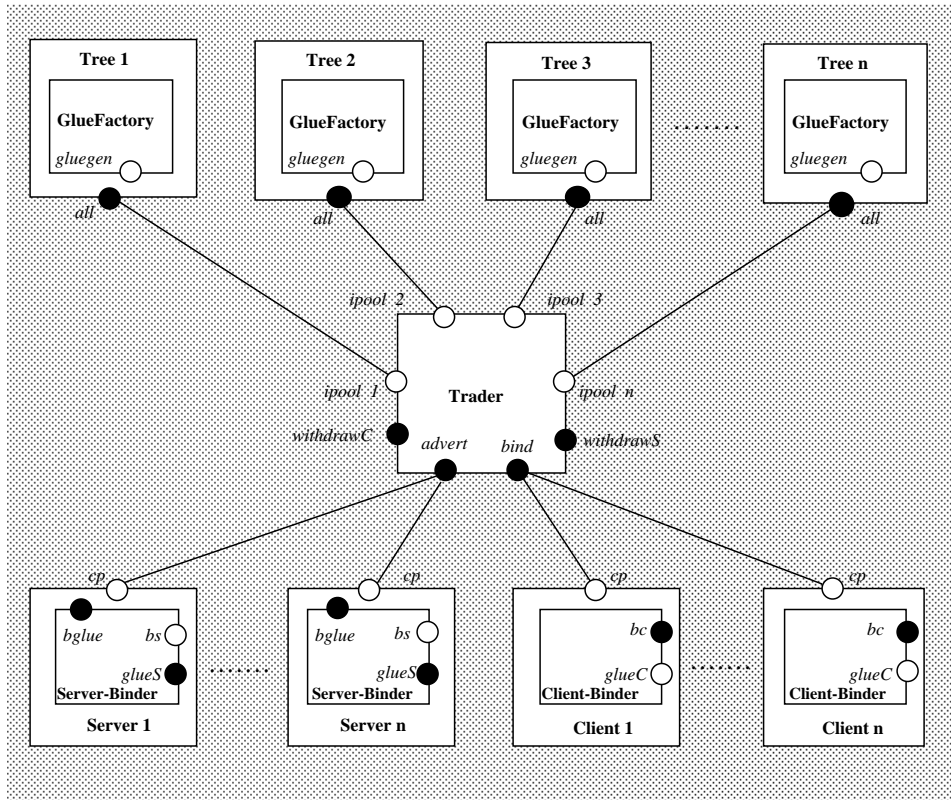 Tree 1
Tree 2
Tree 3
Tree n
GlueFactory
GlueFactory
GlueFactory
.......
GlueFactory
gluegen
gluegen
gluegen
gluegen
all
all
all
all
ipool 2
ipool 3
ipool 1
Trader
ipool n
withdrawC
advert
bind
withdrawS
cp
cp
cp
cp
bglue
bs
bglue
bs
bc
bc
glueS
.......
glueS
glueC
.......
glueC
Server-Binder
Server-Binder
Client-Binder
Client-Binder
Server 1
Server n
Client 1
Client n